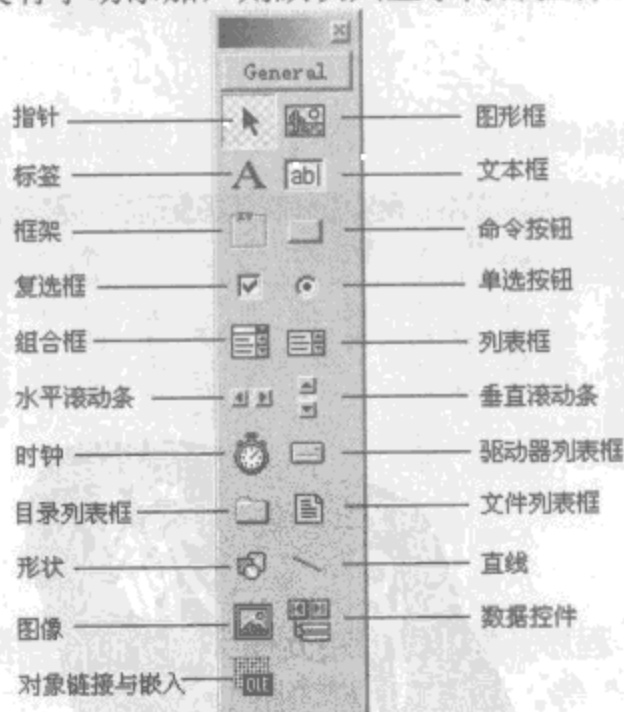 General
指针 图形框
标签 A ab 文本框
框架 xy 命令按钮
复选框 单选按钮
组合框 列表框
水平滚动条 垂直滚动条
时钟 驱动器列表框
目录列表框 文件列表框
形状 直线
图像 数据控件
对象链接与嵌入 OLE